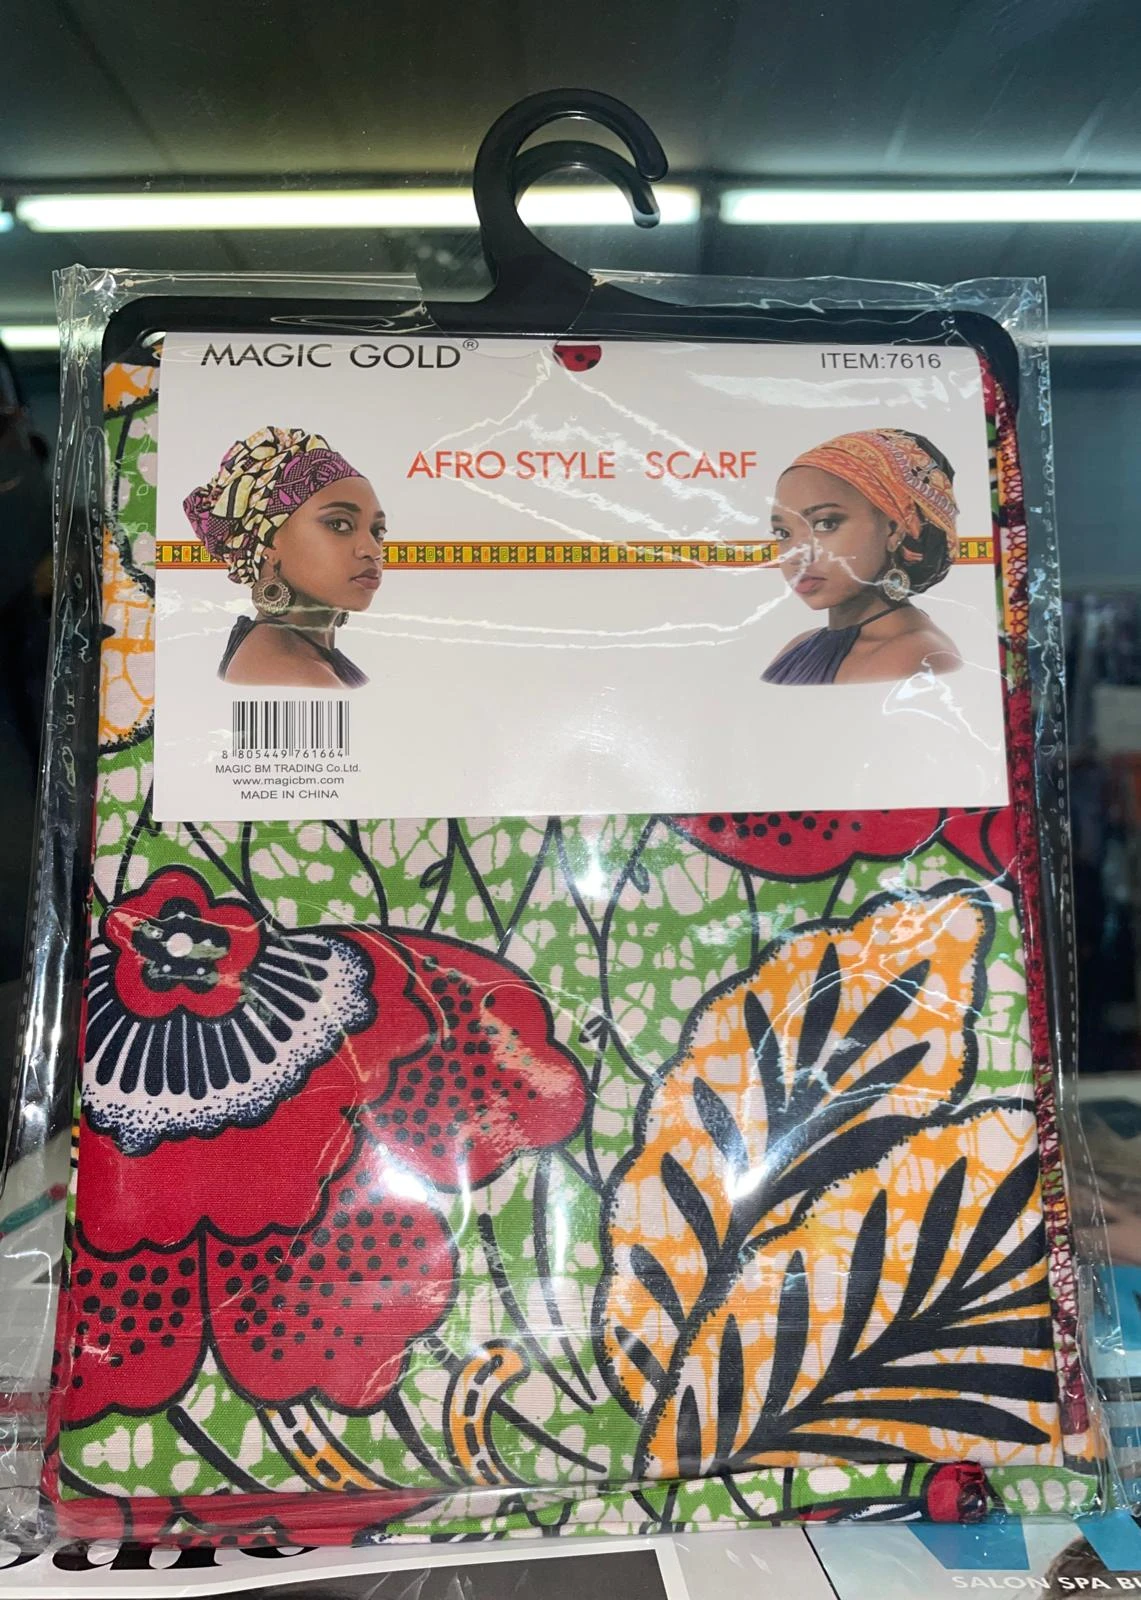 MAGIC GOLD®
ITEM:7616
AFRO STYLE SCARF
8 805449 761664
MAGIC BM TRADING Co.Ltd.
www.magicbm.com
MADE IN CHINA
SALON SPA